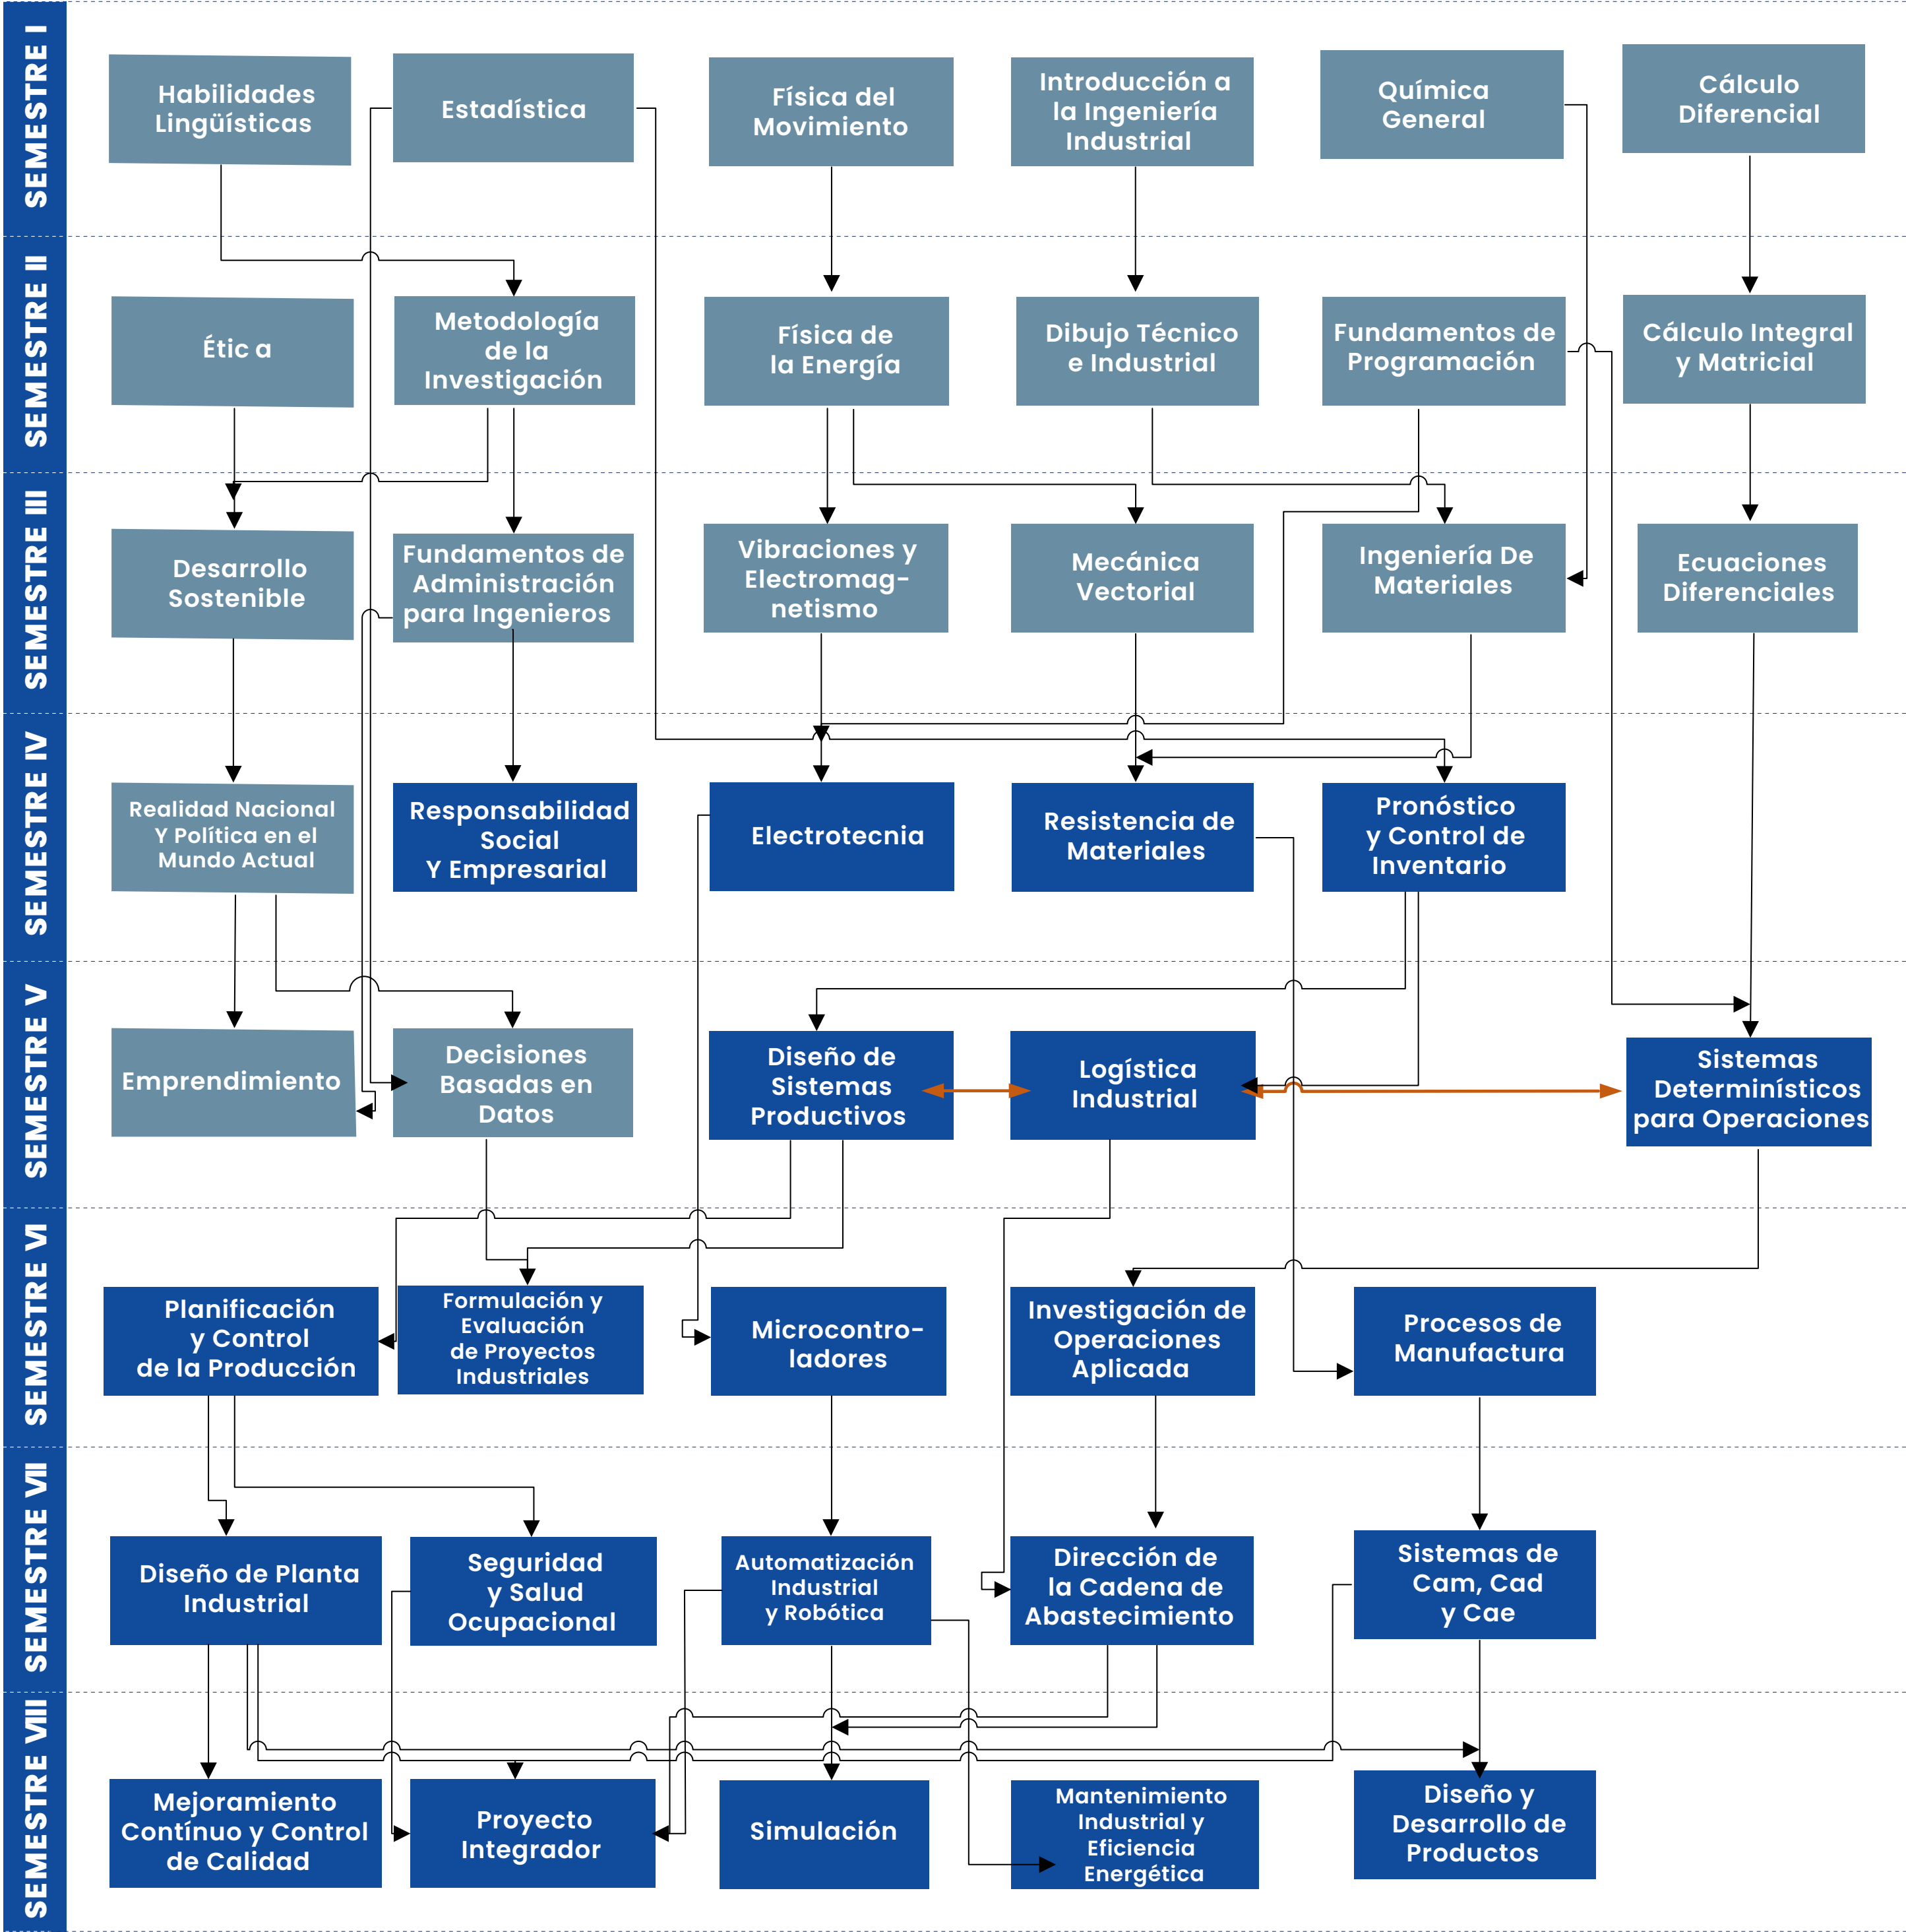 SEMESTRE I
Habilidades
Lingüísticas
Estadística
Física del
Movimiento
Introducción a
la Ingeniería
Industrial
Química
General
Cálculo
Diferencial
SEMESTRE II
Étic a
Metodología
de la
Investigación
Física de
la Energía
Dibujo Técnico
e Industrial
Fundamentos de
Programación
Cálculo Integral
y Matricial
SEMESTRE III
Desarrollo
Sostenible
Fundamentos de
Administración
para Ingenieros
Vibraciones y
Electromag-
netismo
Mecánica
Vectorial
Ingeniería De
Materiales
Ecuaciones
Diferenciales
SEMESTRE IV
Realidad Nacional
Y Política en el
Mundo Actual
Responsabilidad
Social
Y Empresarial
Electrotecnia
Resistencia de
Materiales
Pronóstico
y Control de
Inventario
SEMESTRE V
Emprendimiento
Decisiones
Basadas en
Datos
Diseño de
Sistemas
Productivos
Logística
Industrial
Sistemas
Determinísticos
para Operaciones
SEMESTRE VI
Planificación
y Control
de la Producción
Formulación y
Evaluación
de Proyectos
Industriales
Microcontro-
ladores
Investigación de
Operaciones
Aplicada
Procesos de
Manufactura
SEMESTRE VII
Diseño de Planta
Industrial
Seguridad
y Salud
Ocupacional
Automatización
Industrial
y Robótica
Dirección de
la Cadena de
Abastecimiento
Sistemas de
Cam, Cad
y Cae
SEMESTRE VIII
Mejoramiento
Contínuo y Control
de Calidad
Proyecto
Integrador
Simulación
Mantenimiento
Industrial y
Eficiencia
Energética
Diseño y
Desarrollo de
Productos